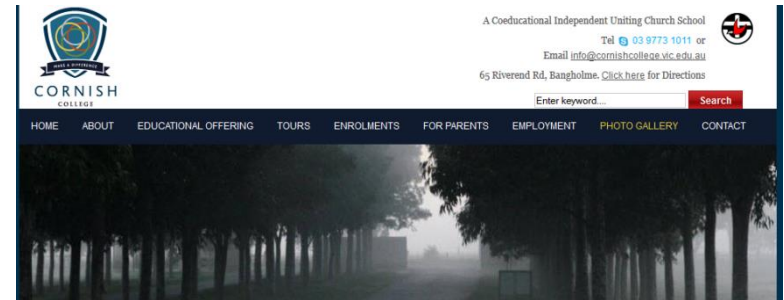 A Coeducational Independent Uniting Church School
Tel 03 9773 1011 or
Email info@cornishcollege.vic.edu.au
65 Riverend Rd, Bangholme. Click here for Directions
MAKE A DIFFERENCE
CORNISH
COLLEGE
Enter keyword....
Search
HOME ABOUT EDUCATIONAL OFFERING TOURS ENROLMENTS FOR PARENTS EMPLOYMENT PHOTO GALLERY CONTACT